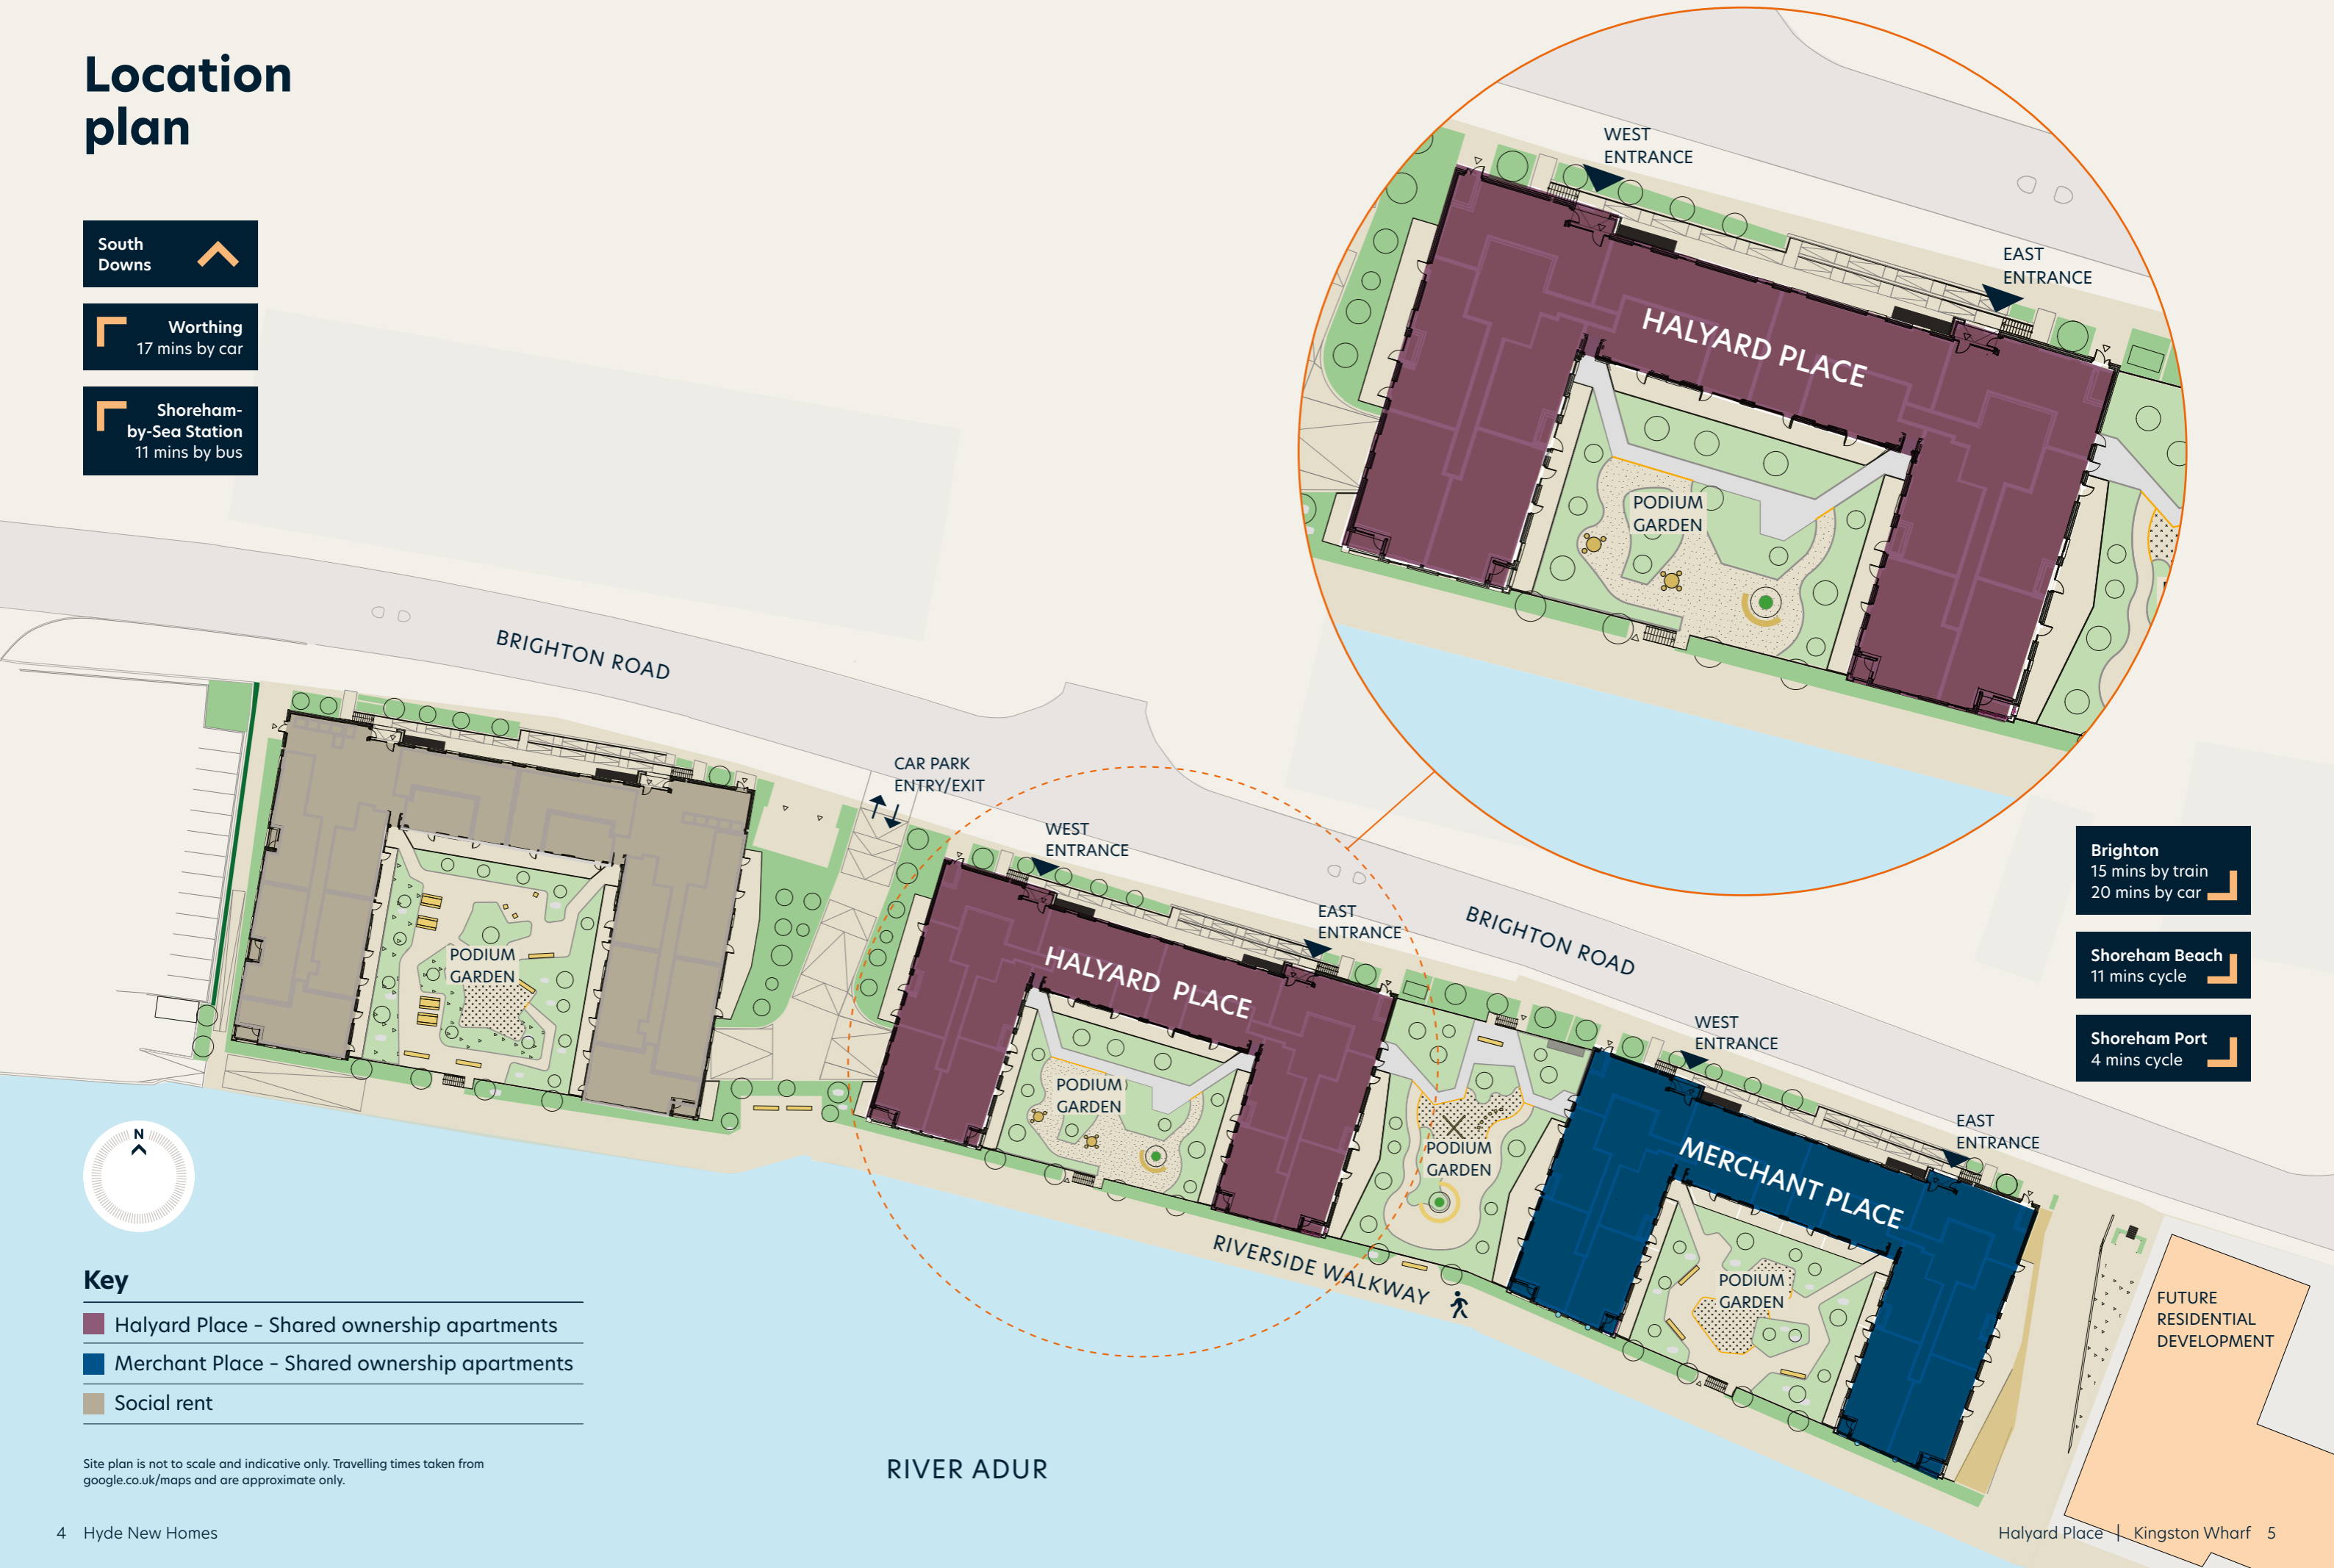 Location
plan
South
Downs
Worthing
17 mins by car
Shoreham-
by-Sea Station
11 mins by bus
WEST
ENTRANCE
EAST
ENTRANCE
HALYARD PLACE
PODIUM
GARDEN
BRIGHTON ROAD
CAR PARK
ENTRY/EXIT
WEST
ENTRANCE
EAST
ENTRANCE
BRIGHTON ROAD
HALYARD PLACE
PODIUM
GARDEN
PODIUM
GARDEN
PODIUM
GARDEN
WEST
ENTRANCE
EAST
ENTRANCE
MERCHANT PLACE
PODIUM
GARDEN
RIVERSIDE WALKWAY
Brighton
15 mins by train
20 mins by car
Shoreham Beach
11 mins cycle
Shoreham Port
4 mins cycle
FUTURE
RESIDENTIAL
DEVELOPMENT
N
Key
Halyard Place – Shared ownership apartments
Merchant Place – Shared ownership apartments
Social rent
Site plan is not to scale and indicative only. Travelling times taken from
google.co.uk/maps and are approximate only.
RIVER ADUR
4 Hyde New Homes
Halyard Place | Kingston Wharf 5